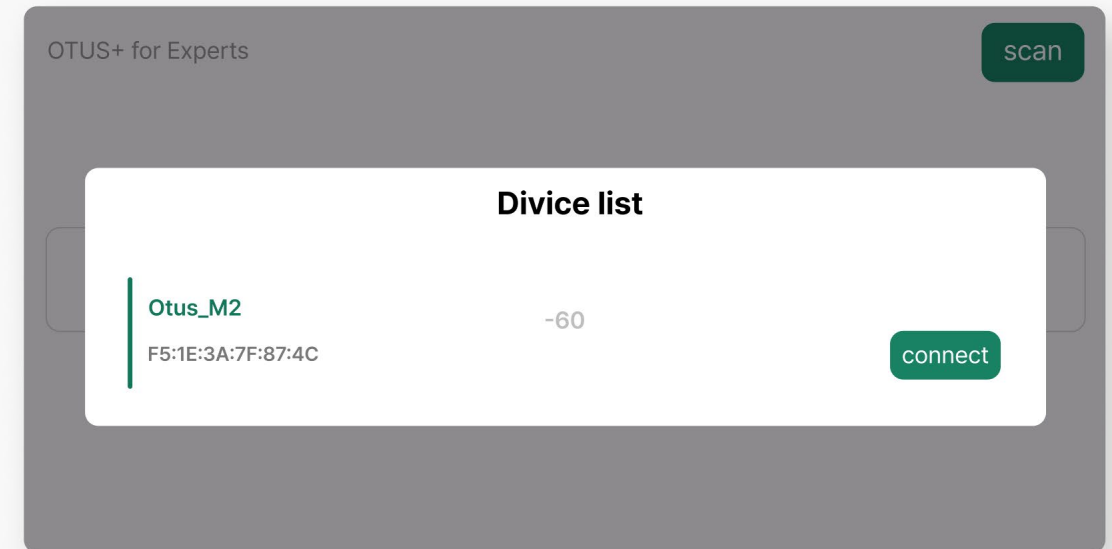 OTUS+ for Experts
scan
Divice list
Otus_M2
-60
F5:1E:3A:7F:87:4C
connect